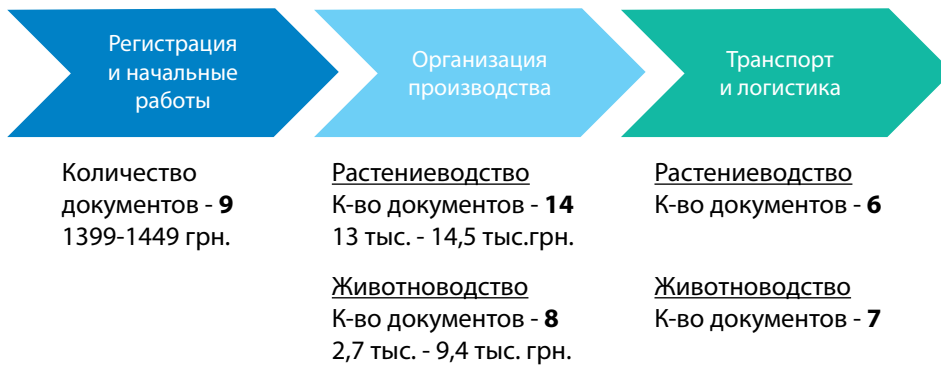 Регистрация
и начальные
работы
Организация
производства
Транспорт
и логистика
Количество
документов - 9
1399-1449 грн.
Растениеводство
К-во документов - 14
13 тыс. - 14,5 тыс.грн.
Животноводство
К-во документов - 8
2,7 тыс. - 9,4 тыс. грн.
Растениеводство
К-во документов - 6
Животноводство
К-во документов - 7